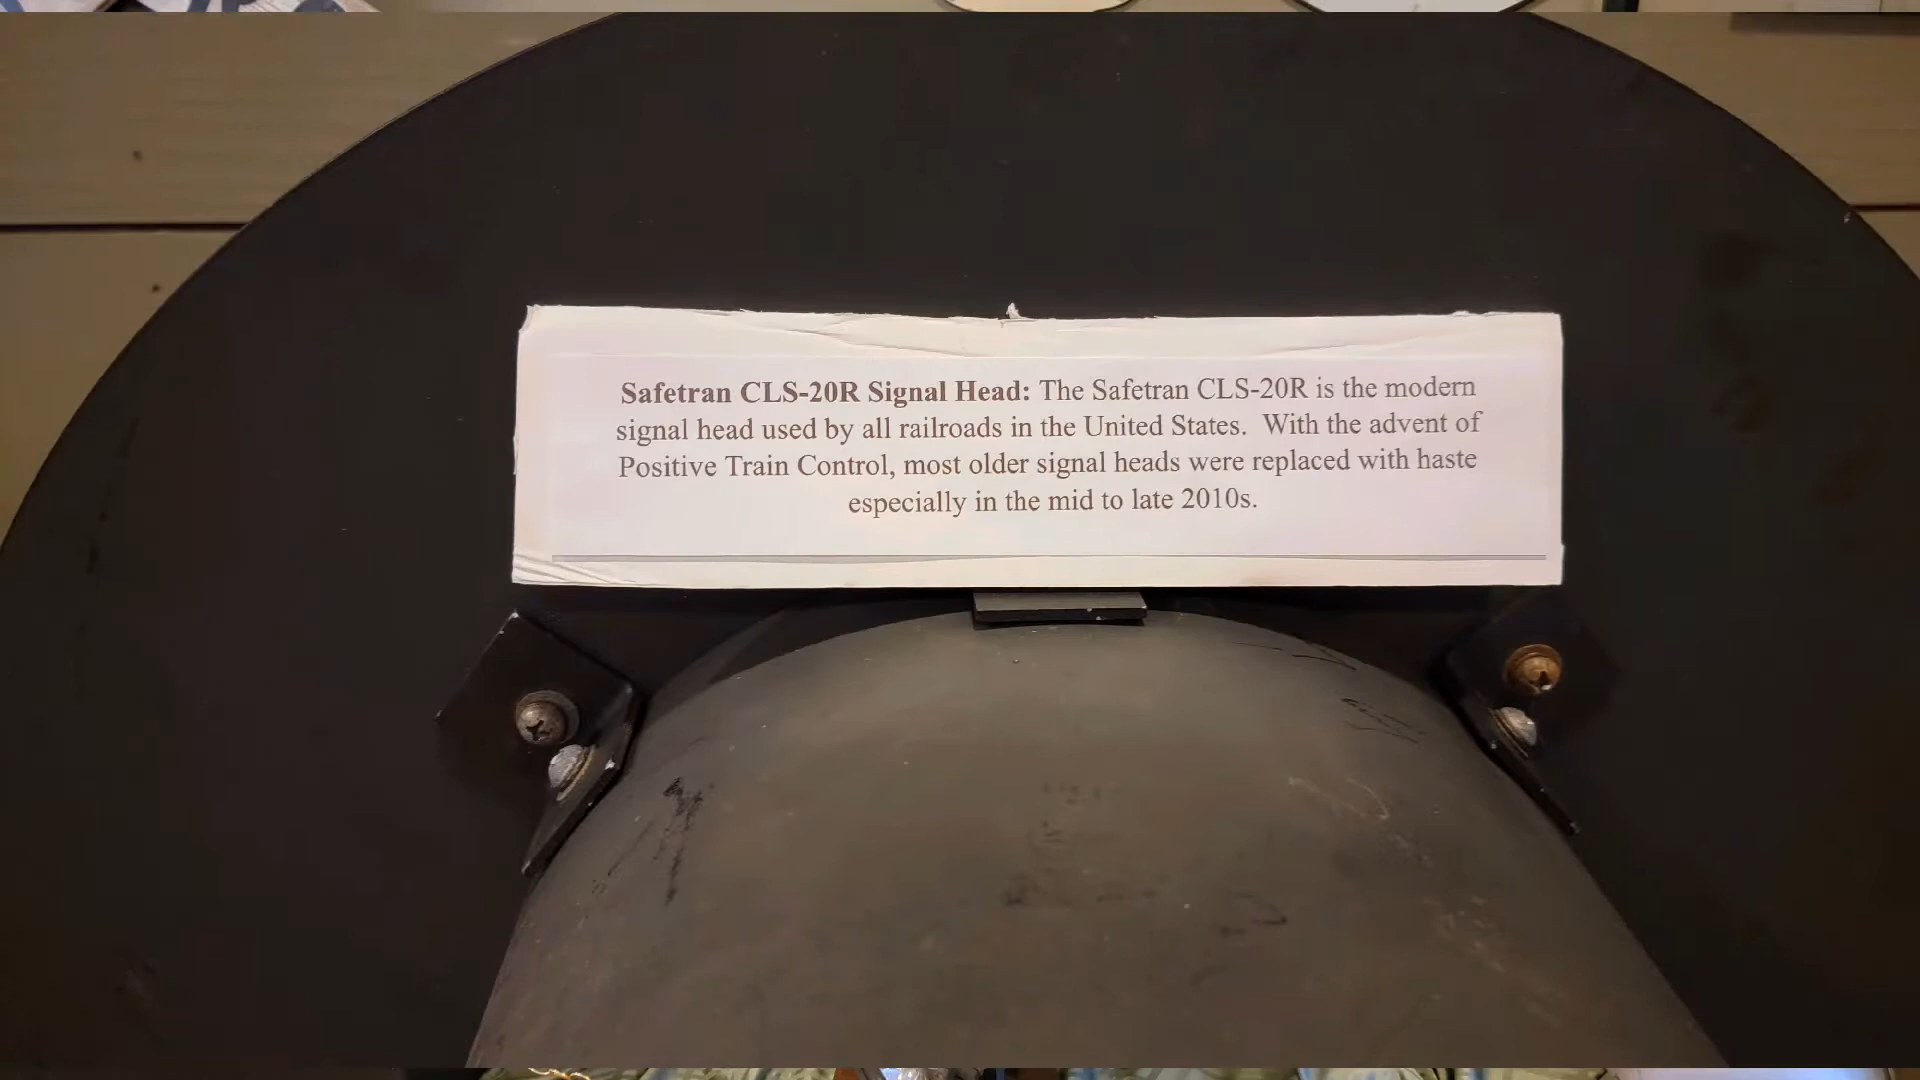 Safetran CLS-20R Signal Head: The Safetran CLS-20R is the modern
signal head used by all railroads in the United States.  With the advent of
Positive Train Control, most older signal heads were replaced with haste
especially in the mid to late 2010s.